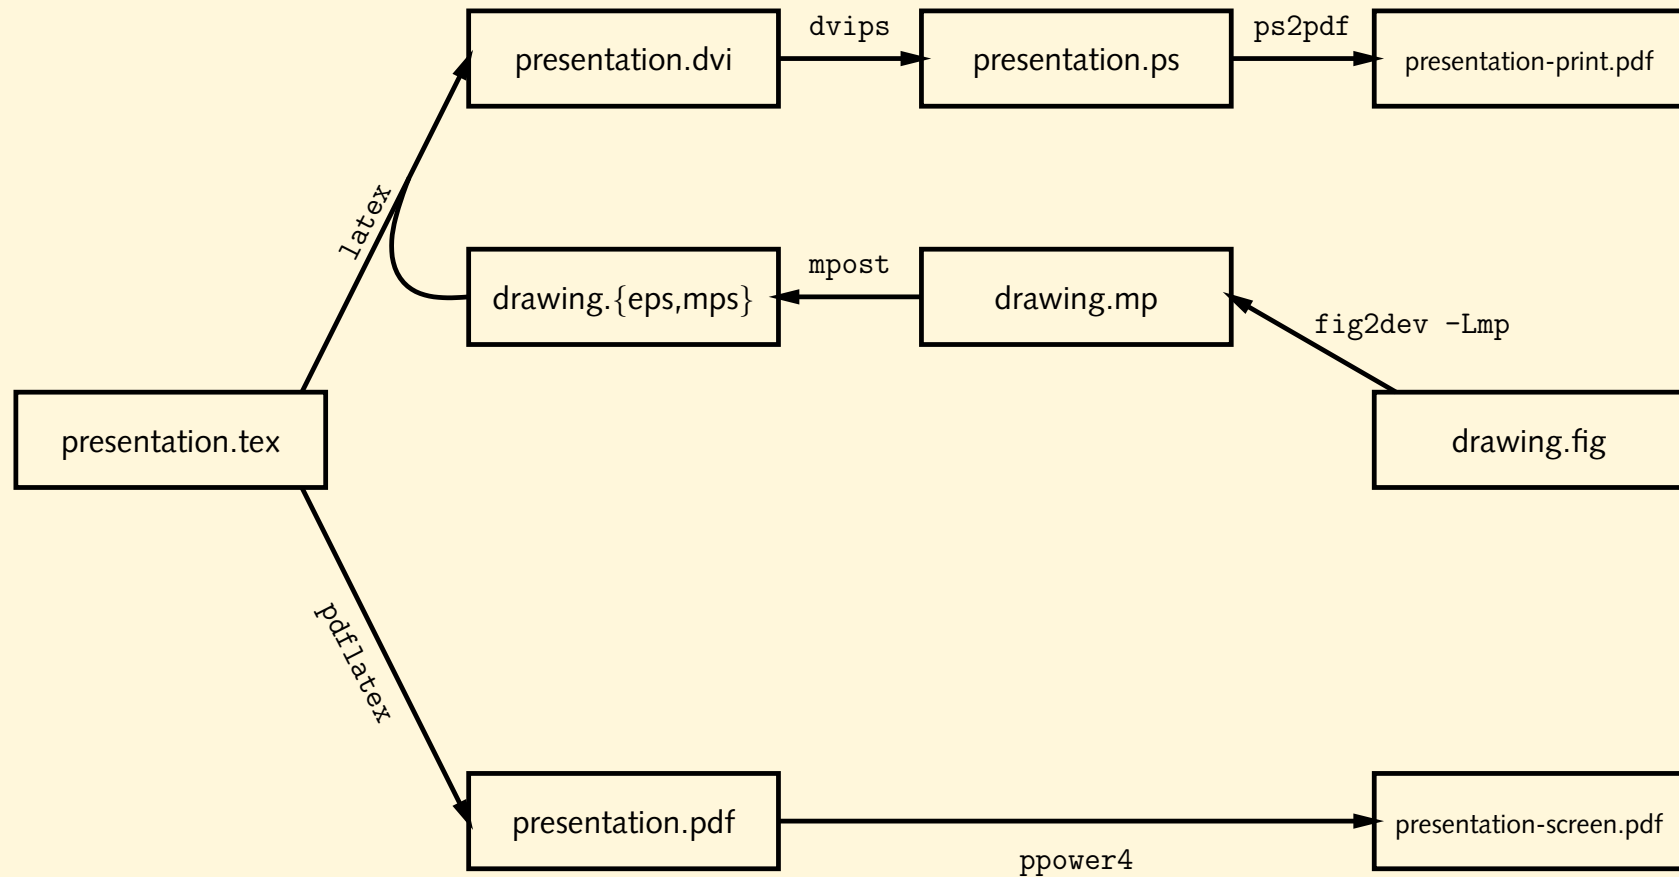 dvips
ps2pdf
presentation.dvi
presentation.ps
presentation-print.pdf
latex
mpost
drawing.{eps,mps}
drawing.mp
fig2dev -Lmp
presentation.tex
drawing.fig
pdflatex
presentation.pdf
presentation-screen.pdf
ppower4